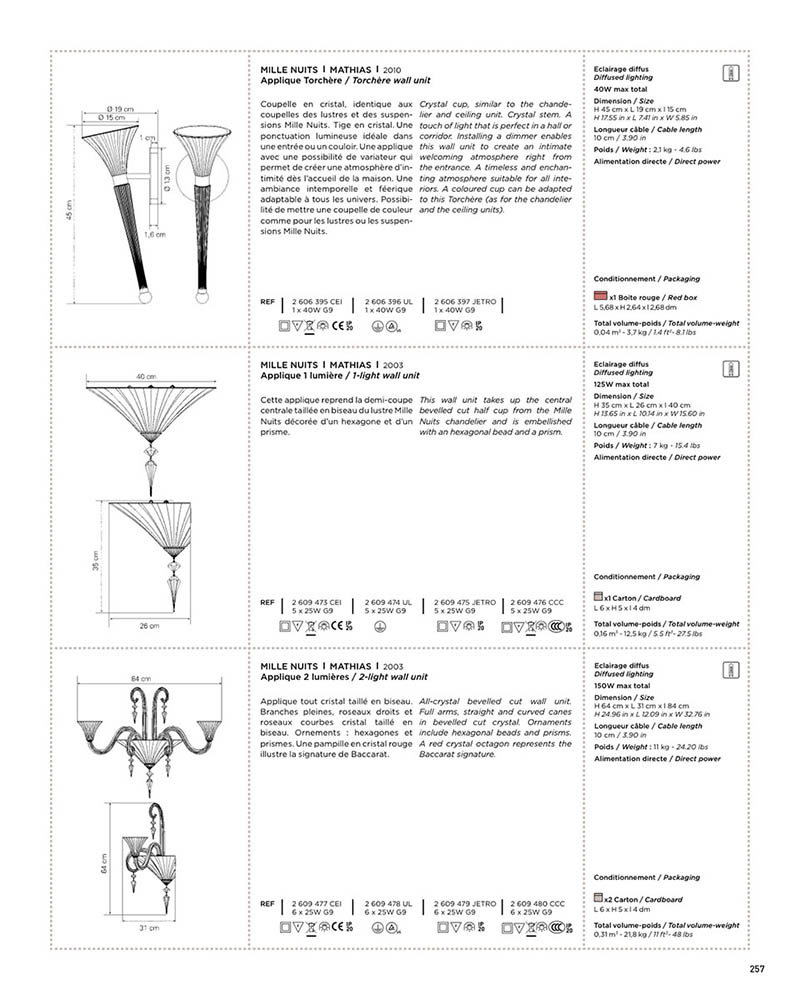 MILLE NUITS | MATHIAS | 2010
Applique Torchère / Torchère wall unit
Ø 19 cm
Ø 15 cm
1 cm
Ø 13 cm
45 cm
1,6 cm
Coupelle en cristal, identique aux
coupelles des lustres et des suspen-
sions Mille Nuits. Tige en cristal. Une
ponctuation lumineuse idéale dans
une entrée ou un couloir. Une applique
avec une possibilité de variateur qui
permet de créer une atmosphère d'in-
timité dès l'accueil de la maison. Une
ambiance intemporelle et féerique
adaptable à tous les univers. Possibi-
lité de mettre une coupelle de couleur
comme pour les lustres ou les suspen-
sions Mille Nuits.
Crystal cup, similar to the chande-
lier and ceiling unit. Crystal stem. A
touch of light that is perfect in a hall or
corridor. Installing a dimmer enables
this wall unit to create an intimate
welcoming atmosphere right from
the entrance. A timeless and enchan-
ting atmosphere suitable for all inte-
riors. A coloured cup can be adapted
to this Torchère (as for the chandelier
and the ceiling units).
REF | 2 606 395 CEI | 2 606 396 UL | 2 606 397 JETRO |
1 x 40W G9 1 x 40W G9 1 x 40W G9
Eclairage diffus
Diffused lighting
40W max total
Dimension / Size
H 45 cm x L 19 cm x l 15 cm
H 17.55 in x L 7.41 in x W 5.85 in
Longueur câble / Cable length
10 cm / 3.90 in
Poids / Weight : 2,1 kg - 4.6 lbs
Alimentation directe / Direct power
Conditionnement / Packaging
x1 Boite rouge / Red box
L 5,68 x H 2,64 x l 2,68 dm
Total volume-poids / Total volume-weight
0,04 m³ - 3,7 kg / 1.4 ft³- 8.1 lbs
MILLE NUITS | MATHIAS | 2003
Applique 1 lumière / 1-light wall unit
40 cm
35 cm
26 cm
Cette applique reprend la demi-coupe
centrale taillée en biseau du lustre Mille
Nuits décorée d'un hexagone et d'un
prisme.
This wall unit takes up the central
bevelled cut half cup from the Mille
Nuits chandelier and is embellished
with an hexagonal bead and a prism.
REF | 2 609 473 CEI | 2 609 474 UL | 2 609 475 JETRO | 2 609 476 CCC
5 x 25W G9 5 x 25W G9 5 x 25W G9 5 x 25W G9
Eclairage diffus
Diffused lighting
125W max total
Dimension / Size
H 35 cm x L 26 cm x l 40 cm
H 13.65 in x L 10.14 in x W 15.60 in
Longueur câble / Cable length
10 cm / 3.90 in
Poids / Weight : 7 kg - 15.4 lbs
Alimentation directe / Direct power
Conditionnement / Packaging
x1 Carton / Cardboard
L 6 x H 5 x l 4 dm
Total volume-poids / Total volume-weight
0,16 m³ - 12,5 kg / 5.5 ft³- 27.5 lbs
MILLE NUITS | MATHIAS | 2003
Applique 2 lumières / 2-light wall unit
84 cm
64 cm
31 cm
Applique tout cristal taillé en biseau.
Branches pleines, roseaux droits et
roseaux courbes cristal taillé en
biseau. Ornements : hexagones et
prismes. Une pampille en cristal rouge
illustre la signature de Baccarat.
All-crystal bevelled cut wall unit.
Full arms, straight and curved canes
in bevelled cut crystal. Ornaments
include hexagonal beads and prisms.
A red crystal octagon represents the
Baccarat signature.
REF | 2 609 477 CEI | 2 609 478 UL | 2 609 479 JETRO | 2 609 480 CCC
6 x 25W G9 6 x 25W G9 6 x 25W G9 6 x 25W G9
Eclairage diffus
Diffused lighting
150W max total
Dimension / Size
H 64 cm x L 31 cm x l 84 cm
H 24.96 in x L 12.09 in x W 32.76 in
Longueur câble / Cable length
10 cm / 3.90 in
Poids / Weight : 11 kg - 24.20 lbs
Alimentation directe / Direct power
Conditionnement / Packaging
x2 Carton / Cardboard
L 6 x H 5 x l 4 dm
Total volume-poids / Total volume-weight
0,31 m³ - 21,8 kg / 11 ft³- 48 lbs
257